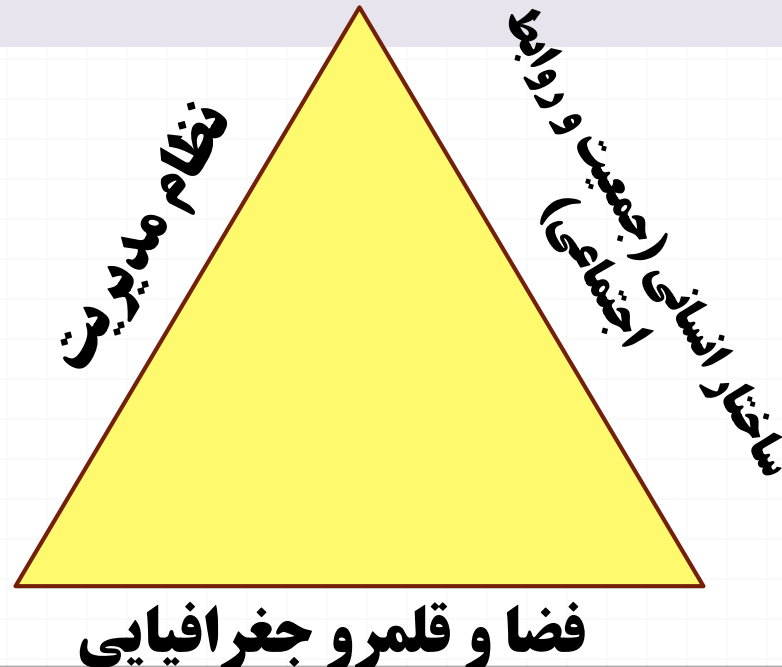 نظام مدیریت
ساختار انسانی (جمعیت و روابط
اجتماعی)
فضا و قلمرو جغرافیایی